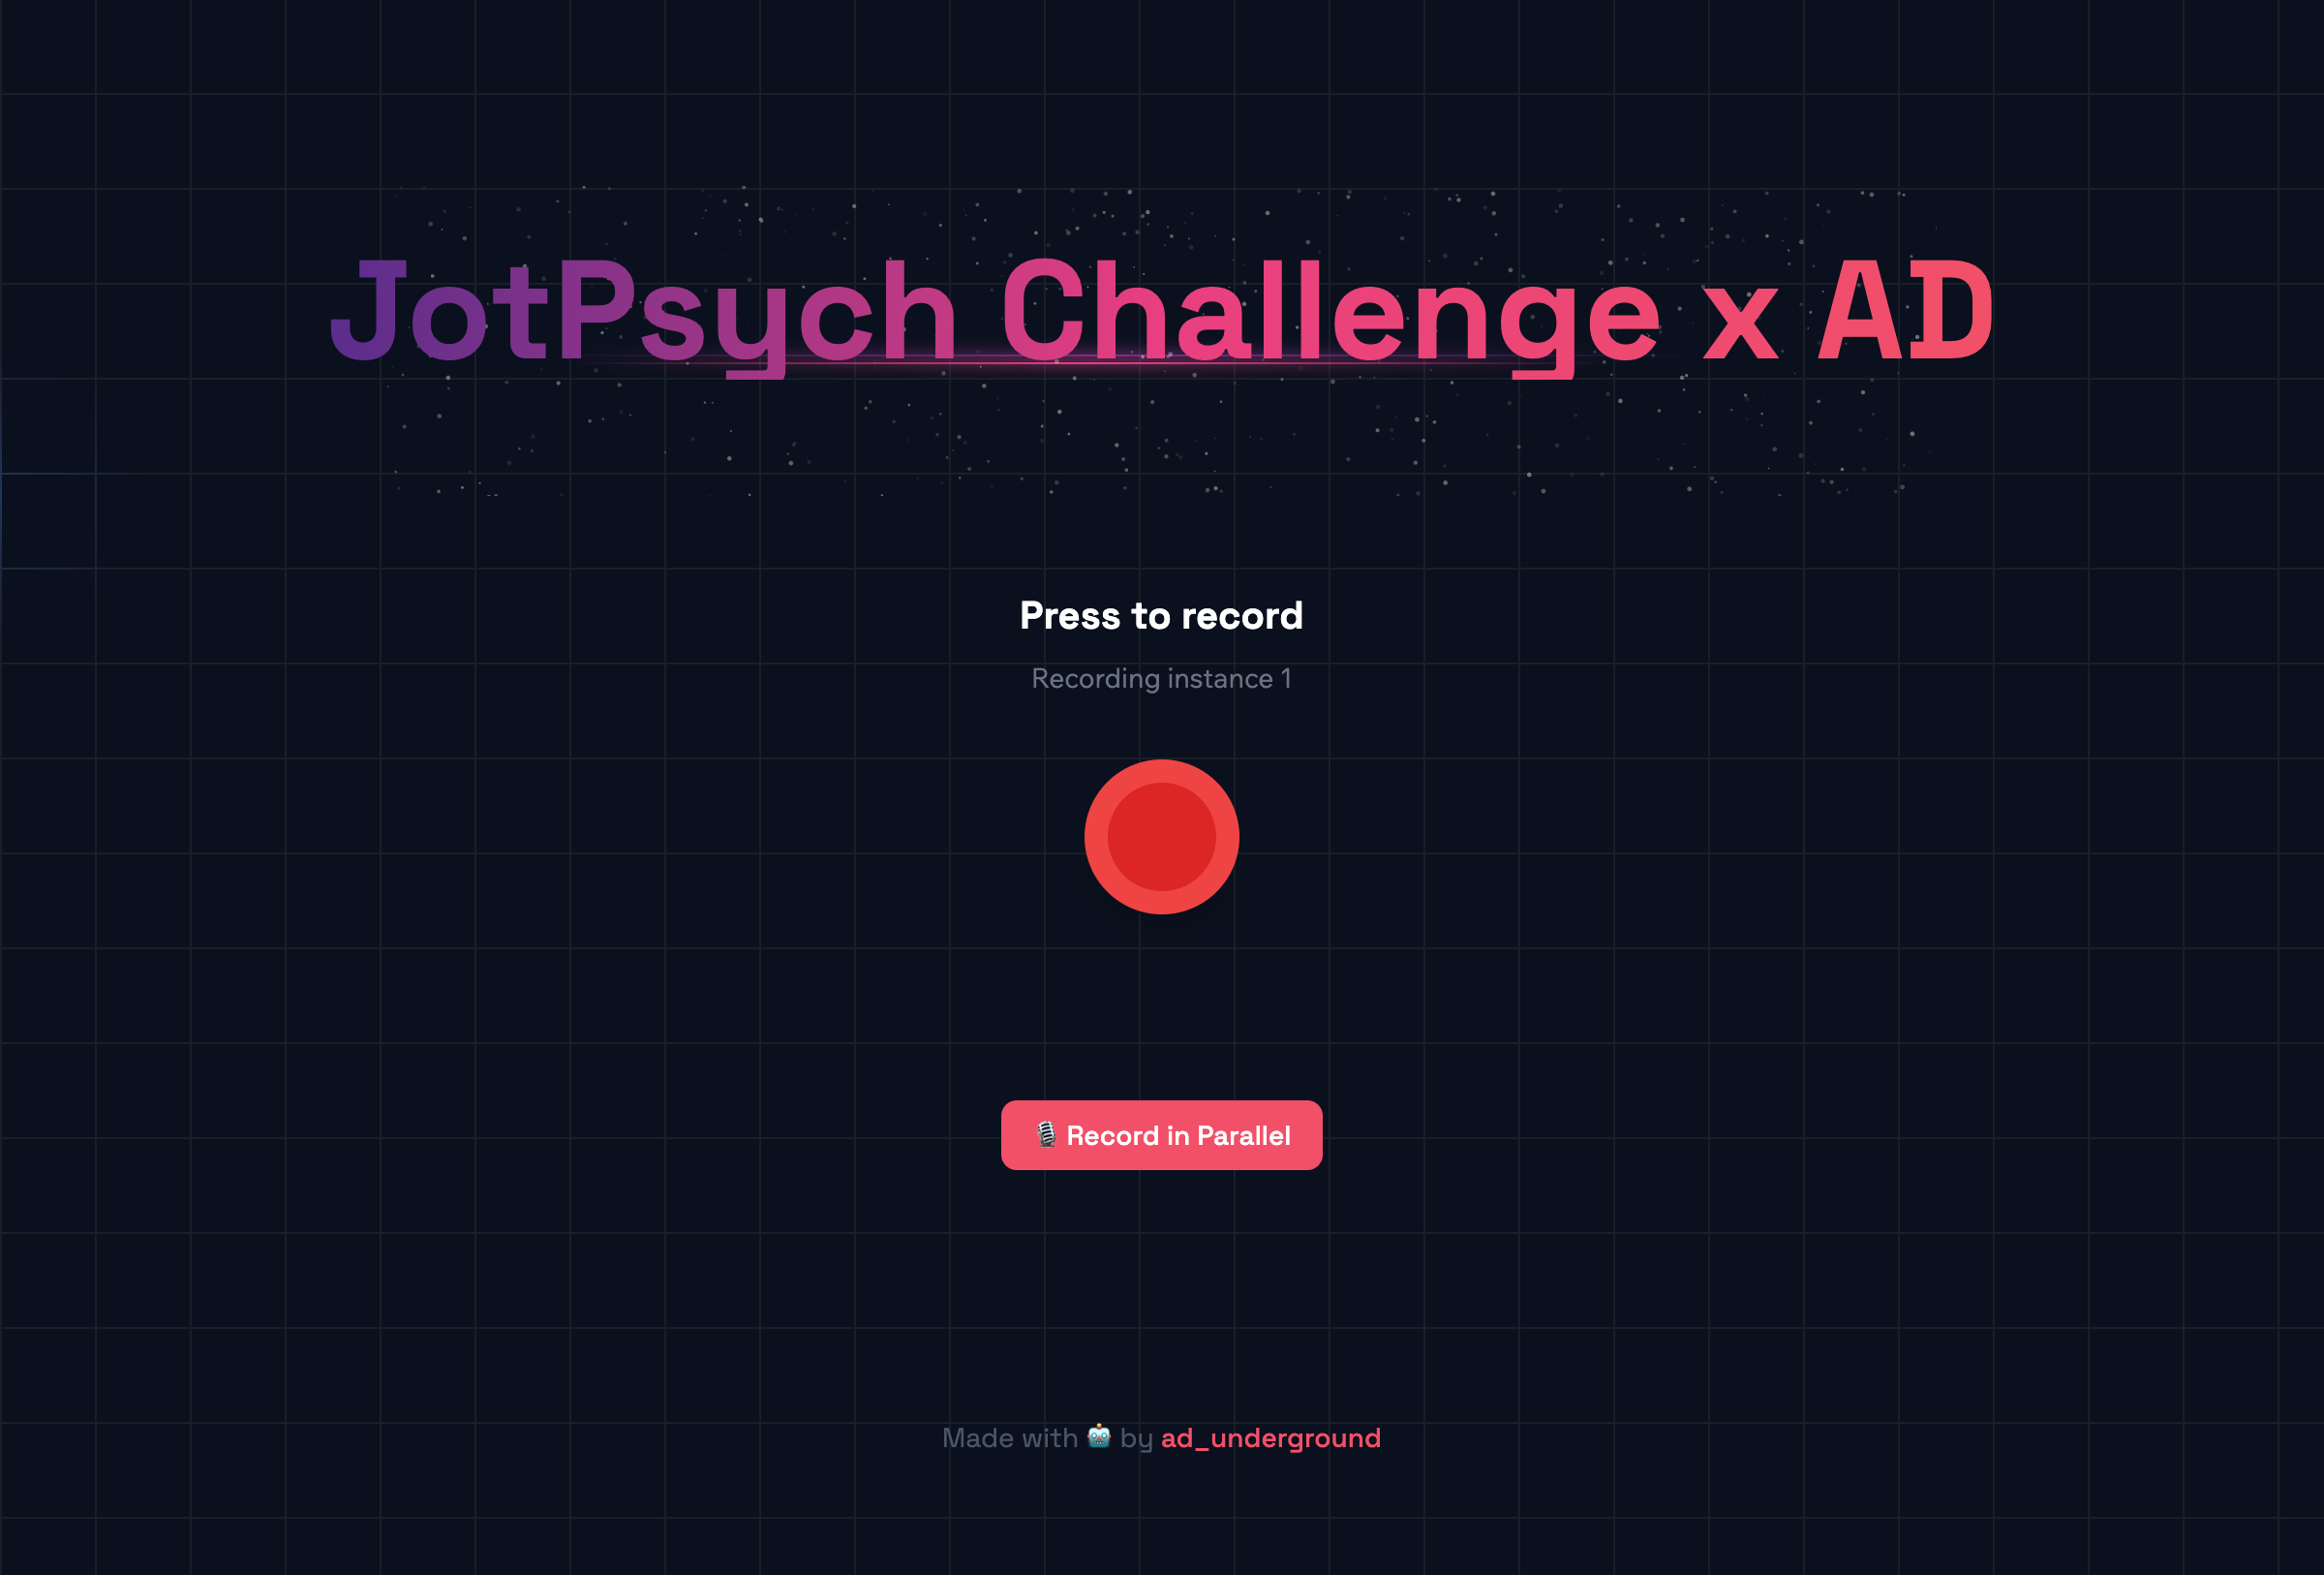 JotPsych Challenge x AD
Press to record
Recording instance 1
🎙️ Record in Parallel
Made with 🤖 by ad_underground